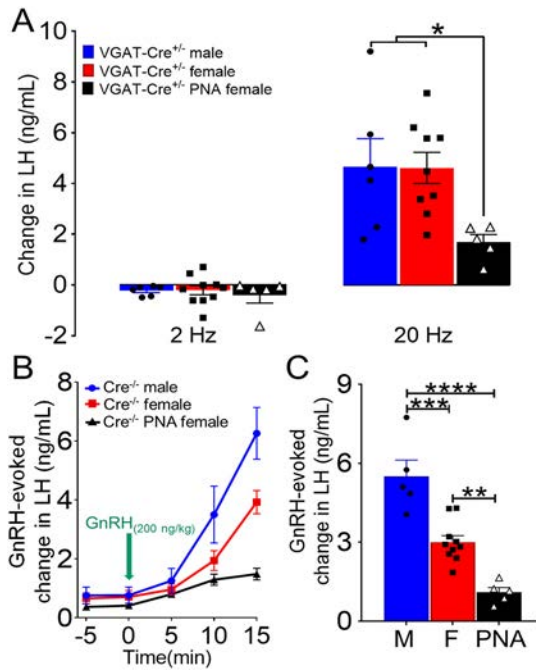 A
Change in LH (ng/mL)
10
8
6
4
2
0
-2
VGAT-Cre+/- male
VGAT-Cre+/- female
VGAT-Cre+/- PNA female
*
2 Hz
20 Hz
B
GnRH-evoked
change in LH (ng/mL)
8
6
4
2
0
Cre-/- male
Cre-/- female
Cre-/- PNA female
GnRH(200 ng/kg)
-5
0
5
10
15
Time(min)
C
GnRH-evoked
change in LH (ng/mL)
9
6
3
0
****
***
**
M
F
PNA